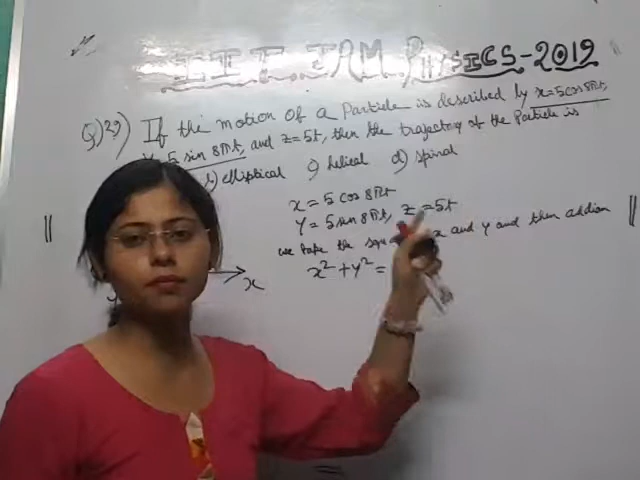 IIT JAM PHYSICS-2019
Q)29) If the motion of a Particle is described by x=5cos8πt,
Y=5 sin 8πt, and z=5t, then the trajectory of the Particle is
b) elliptical c) helical d) spiral
x = 5 cos 8πt
Y = 5 sin 8πt, z = 5t
we take the squ x and y and then addion
x² + y² =
x